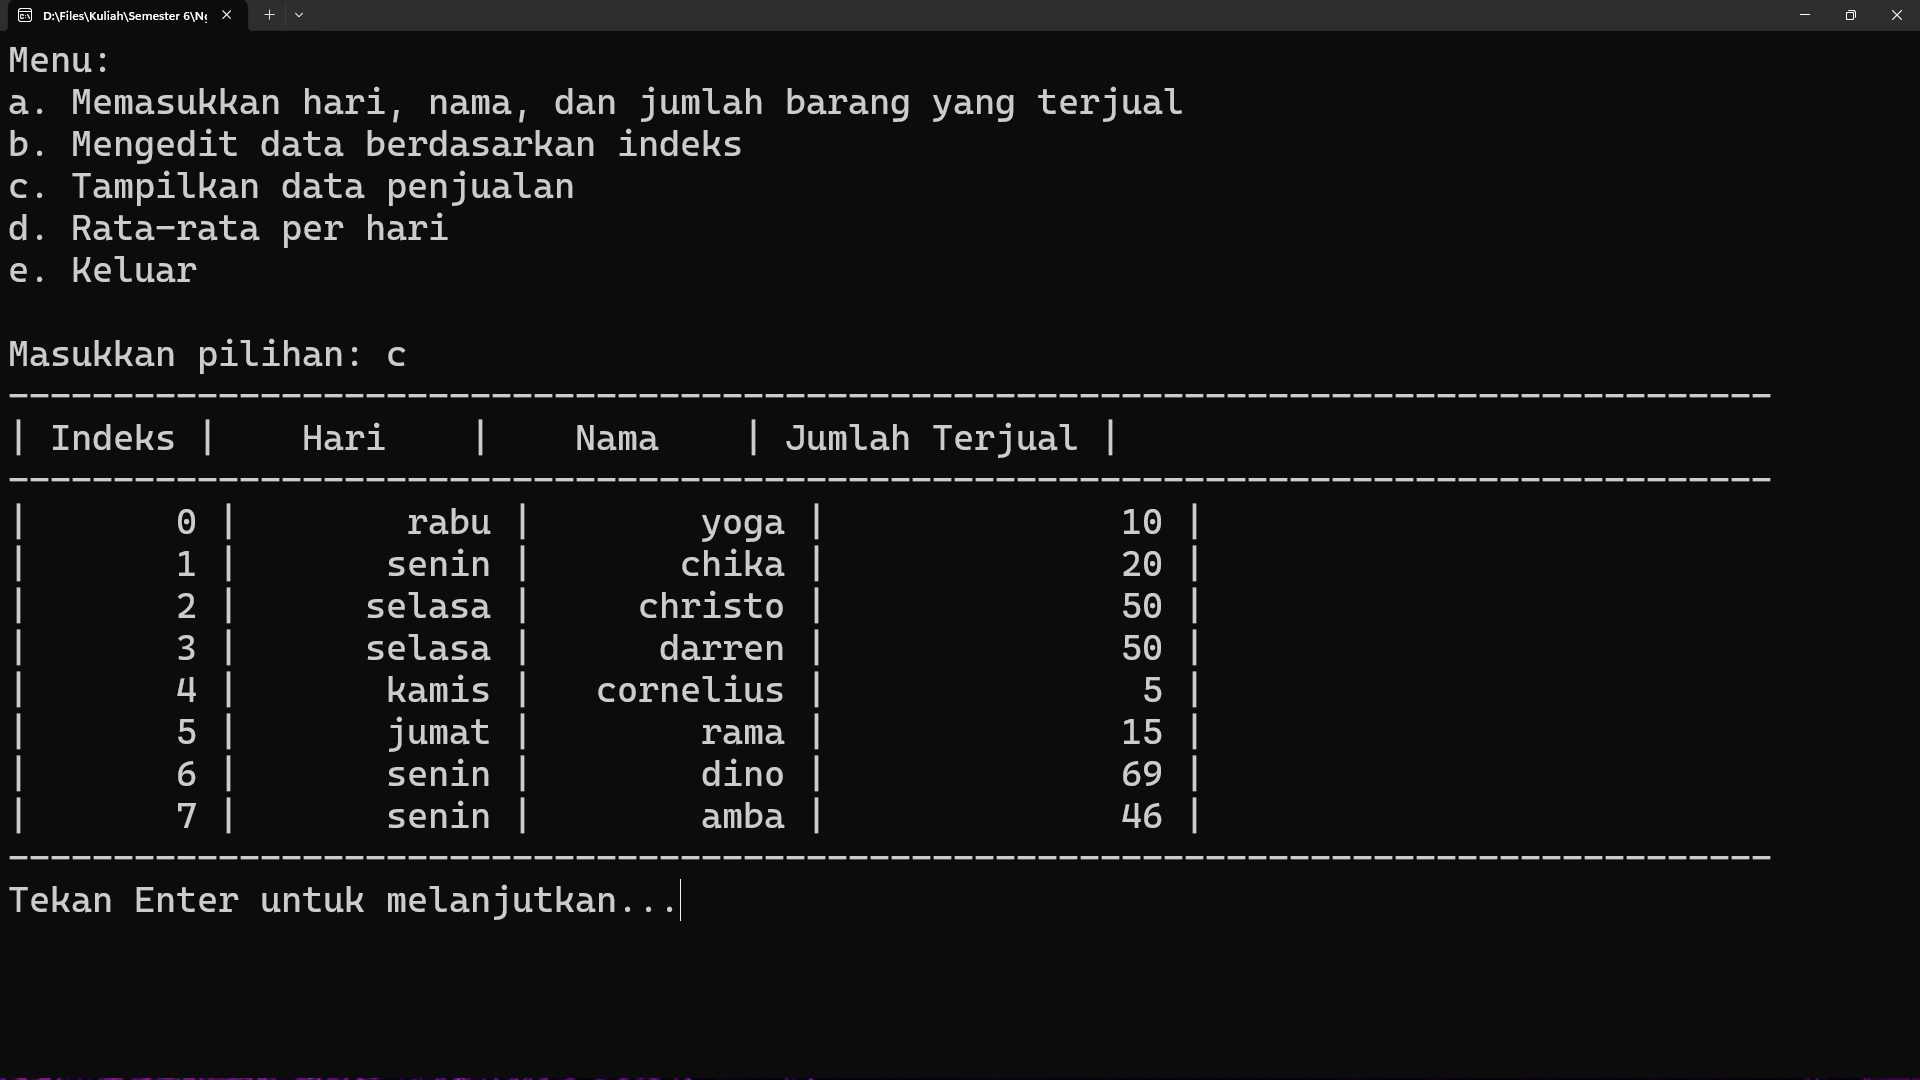 D:\Files\Kuliah\Semester 6\Ng
Menu:
a. Memasukkan hari, nama, dan jumlah barang yang terjual
b. Mengedit data berdasarkan indeks
c. Tampilkan data penjualan
d. Rata-rata per hari
e. Keluar
Masukkan pilihan: c
------------------------------------------------------------------------------------
| Indeks |    Hari    |    Nama    | Jumlah Terjual |
------------------------------------------------------------------------------------
|       0 |        rabu |        yoga |              10 |
|       1 |       senin |       chika |              20 |
|       2 |      selasa |     christo |              50 |
|       3 |      selasa |      darren |              50 |
|       4 |       kamis |   cornelius |               5 |
|       5 |       jumat |        rama |              15 |
|       6 |       senin |        dino |              69 |
|       7 |       senin |        amba |              46 |
------------------------------------------------------------------------------------
Tekan Enter untuk melanjutkan...